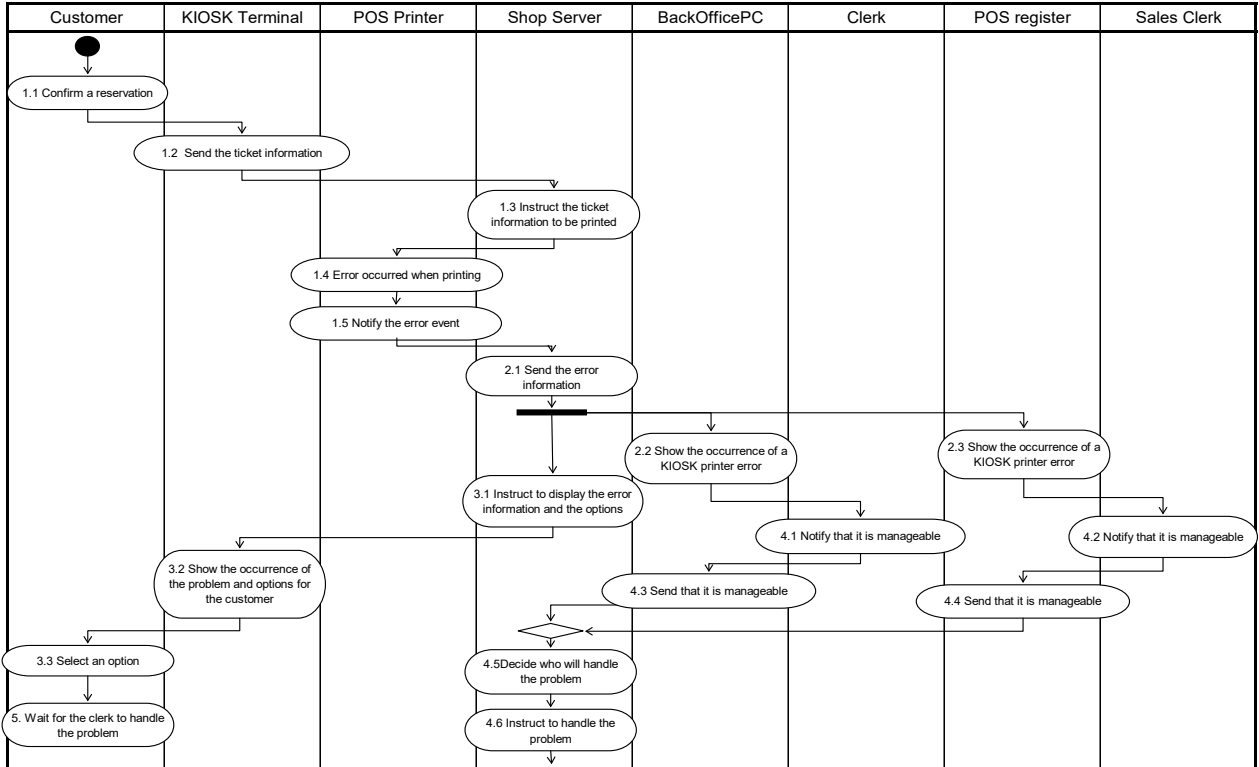 Customer
KIOSK Terminal
POS Printer
Shop Server
BackOfficePC
Clerk
POS register
Sales Clerk
1.1 Confirm a reservation
1.2 Send the ticket information
1.3 Instruct the ticket
information to be printed
1.4 Error occurred when printing
1.5 Notify the error event
2.1 Send the error
information
2.2 Show the occurrence of a
KIOSK printer error
2.3 Show the occurrence of a
KIOSK printer error
3.1 Instruct to display the error
information and the options
4.1 Notify that it is manageable
4.2 Notify that it is manageable
3.2 Show the occurrence of
the problem and options for
the customer
4.3 Send that it is manageable
4.4 Send that it is manageable
3.3 Select an option
4.5Decide who will handle
the problem
5. Wait for the clerk to handle
the problem
4.6 Instruct to handle the
problem